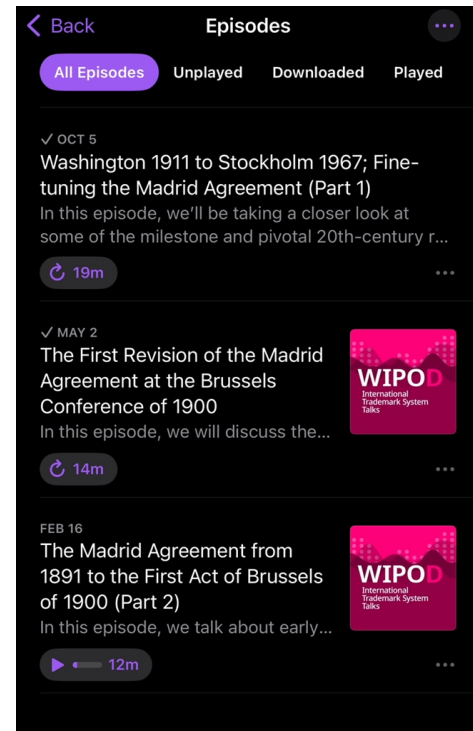 Back
Episodes
All Episodes
Unplayed
Downloaded
Played
✓ OCT 5
Washington 1911 to Stockholm 1967; Fine-
tuning the Madrid Agreement (Part 1)
In this episode, we’ll be taking a closer look at
some of the milestone and pivotal 20th-century r...
19m
✓ MAY 2
The First Revision of the Madrid
Agreement at the Brussels
Conference of 1900
In this episode, we will discuss the...
WIPOD
International
Trademark System
Talks
14m
FEB 16
The Madrid Agreement from
1891 to the First Act of Brussels
of 1900 (Part 2)
In this episode, we talk about early...
WIPOD
International
Trademark System
Talks
12m